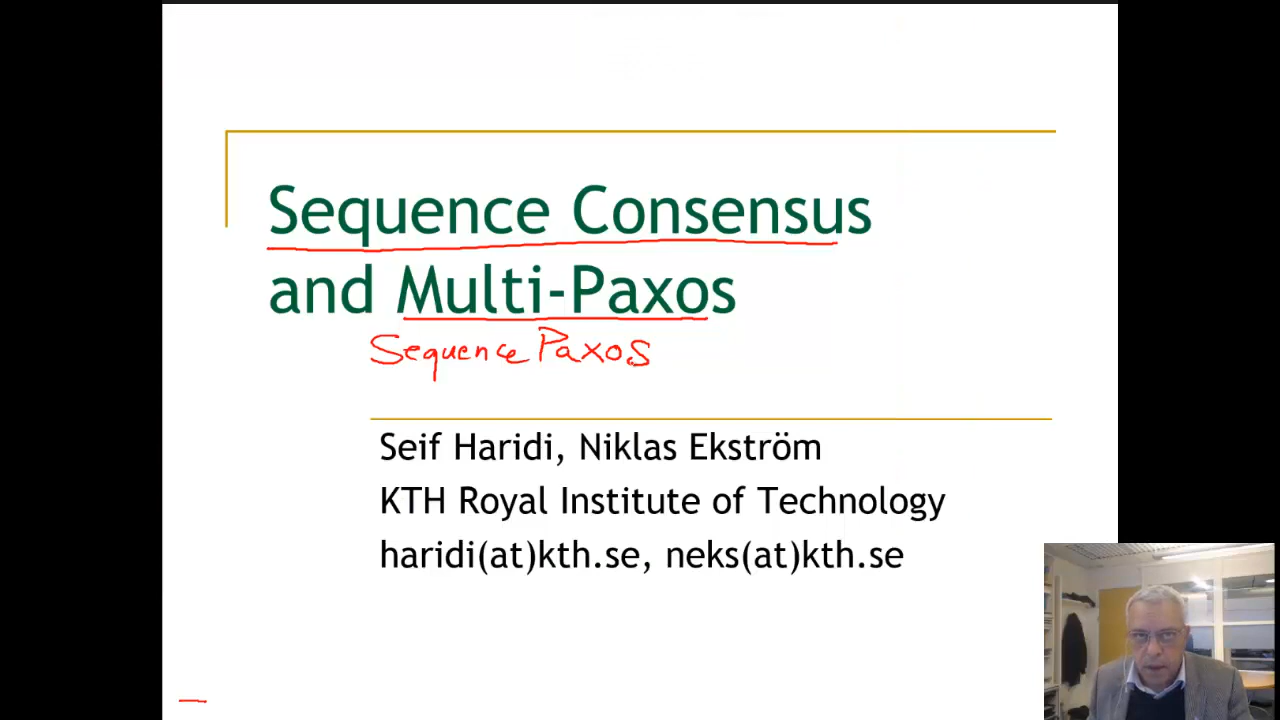 Sequence Consensus
and Multi-Paxos
Sequence Paxos
Seif Haridi, Niklas Ekström
KTH Royal Institute of Technology
haridi(at)kth.se, neks(at)kth.se